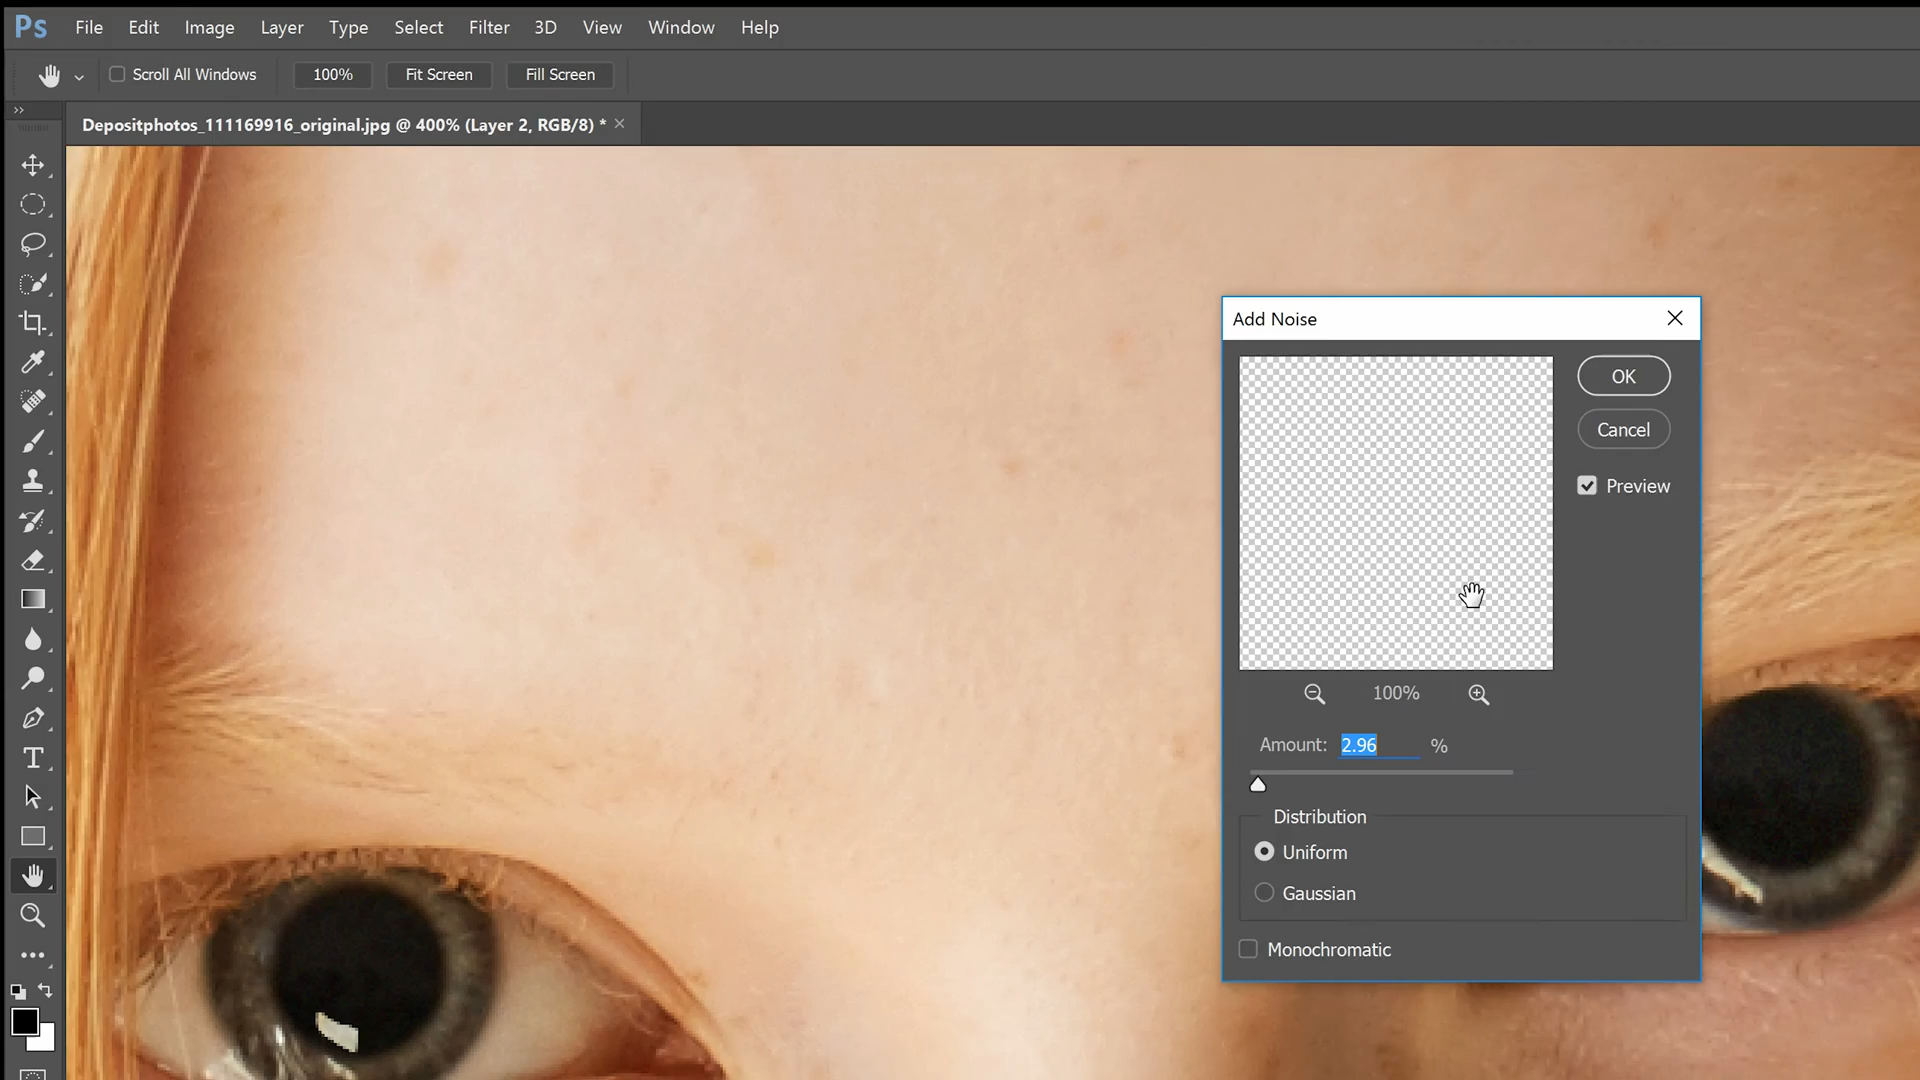 Ps File Edit Image Layer Type Select Filter 3D View Window Help
Scroll All Windows 100% Fit Screen Fill Screen
Depositphotos_111169916_original.jpg @ 400% (Layer 2, RGB/8) *
Add Noise
OK
Cancel
Preview
100%
Amount: 2.96 %
Distribution
Uniform
Gaussian
Monochromatic